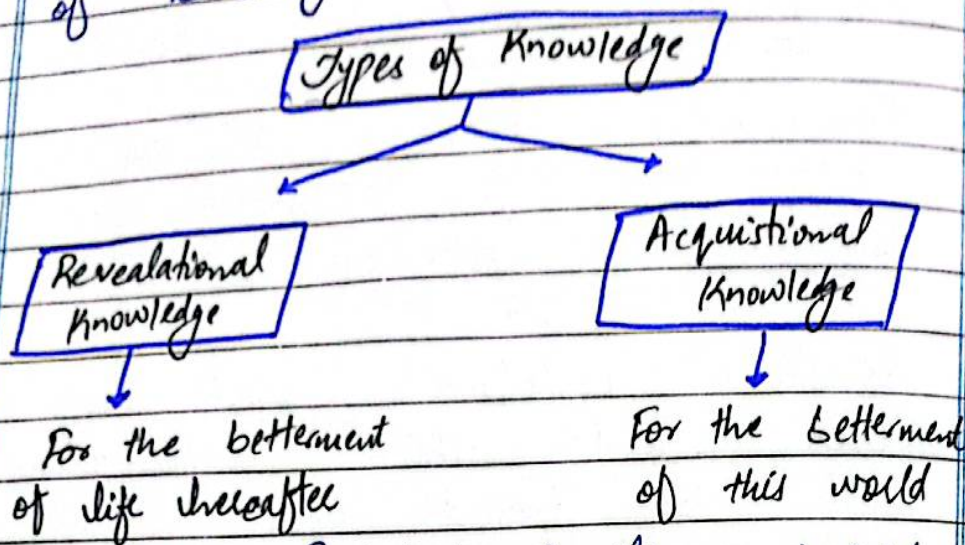 of
Types of Knowledge
Revealational
Knowledge
Acquistional
Knowledge
For the betterment
of life hereafter
For the betterment
of this world